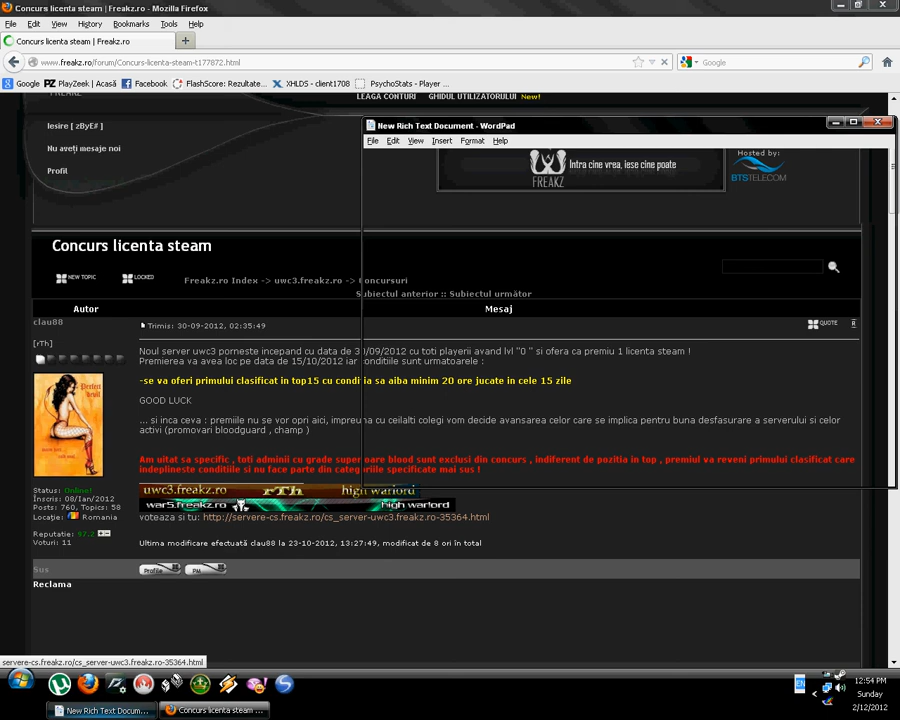 Concurs licenta steam | Freakz.ro - Mozilla Firefox
File Edit View History Bookmarks Tools Help
Concurs licenta steam | Freakz.ro
www.freakz.ro/forum/Concurs-licenta-steam-t177872.html
Google
Google PlayZeek | Acasă Facebook FlashScore: Rezultate... XHLDS - client1708 PsychoStats - Player ...
FREAKZ
LEAGA CONTURI GHIDUL UTILIZATORULUI New!
Iesire [ zByE# ]
Nu aveți mesaje noi
Profil
New Rich Text Document - WordPad
File Edit View Insert Format Help
FREAKZ
Intra cine vrea, iese cine poate
Hosted by:
BTSTELECOM
Concurs licenta steam
NEW TOPIC LOCKED Freakz.ro Index -> uwc3.freakz.ro -> Concursuri
Subiectul anterior :: Subiectul următor
Autor Mesaj
clau88
Trimis: 30-09-2012, 02:35:49
QUOTE
[rTh]
Noul server uwc3 porneste incepand cu data de 30/09/2012 cu toti playerii avand lvl "0 " si ofera ca premiu 1 licenta steam !
Premierea va avea loc pe data de 15/10/2012 iar conditiile sunt urmatoarele :
-se va oferi primului clasificat in top15 cu conditia sa aiba minim 20 ore jucate in cele 15 zile
GOOD LUCK
... si inca ceva : premiile nu se vor opri aici, impreuna cu ceilalti colegi vom decide avansarea celor care se implica pentru buna desfasurare a serverului si celor
activi (promovari bloodguard , champ )
Am uitat sa specific , toti adminii cu grade superioare blood sunt exclusi din concurs , indiferent de pozitia in top , premiul va reveni primului clasificat care
indeplineste conditiile si nu face parte din categoriile specificate mai sus !
Perfect
devil
uwc3.freakz.ro rTh high warlord
war5.freakz.ro high warlord
voteaza si tu: http://servere-cs.freakz.ro/cs_server-uwc3.freakz.ro-35364.html
Status: Online!
Inscris: 08/Ian/2012
Posts: 760, Topics: 58
Locație: Romania
Reputatie: 97.2
Voturi: 11
Ultima modificare efectuată clau88 la 23-10-2012, 13:27:49, modificat de 8 ori în total
Sus
Profile PM
Reclama
servere-cs.freakz.ro/cs_server-uwc3.freakz.ro-35364.html
EN
12:54 PM
Sunday
2/12/2012
New Rich Text Docum... Concurs licenta steam ...